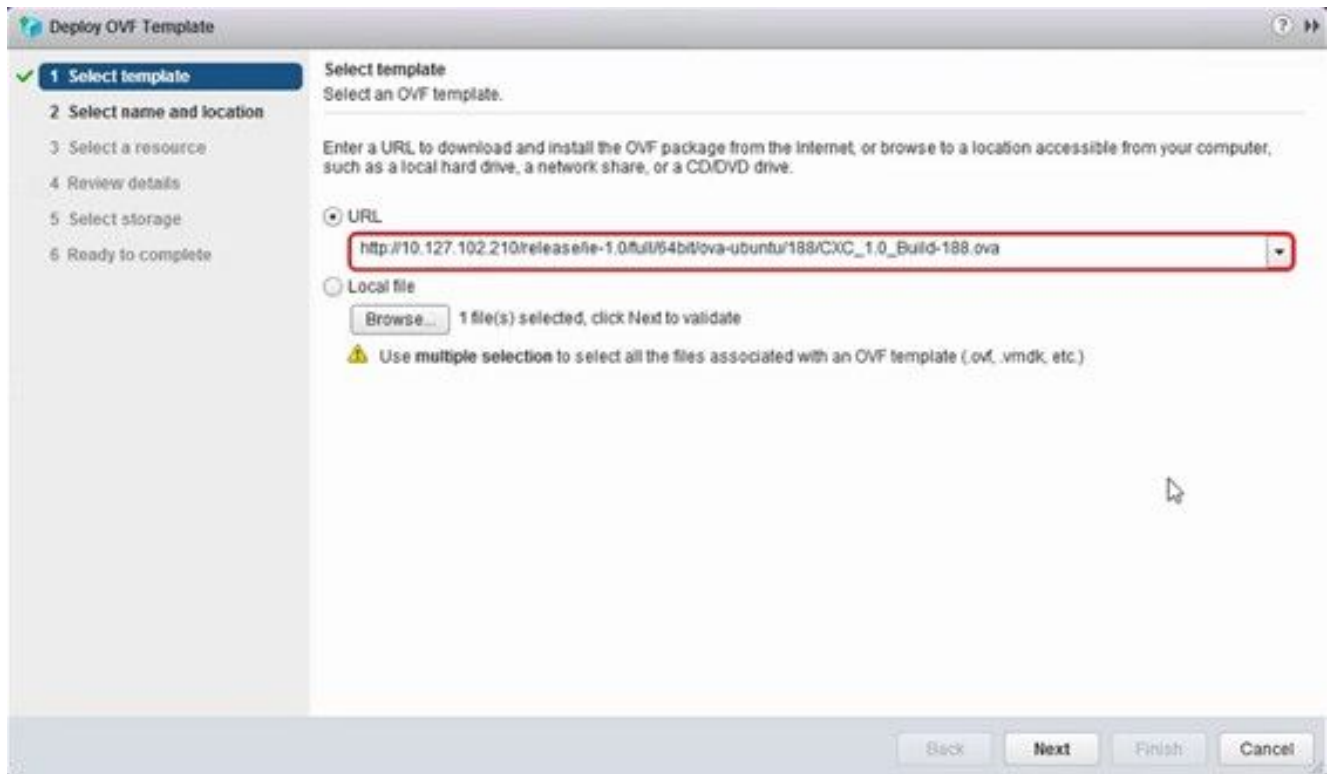 Deploy OVF Template
1 Select template
2 Select name and location
3 Select a resource
4 Review details
5 Select storage
6 Ready to complete
Select template
Select an OVF template.
Enter a URL to download and install the OVF package from the Internet, or browse to a location accessible from your computer,
such as a local hard drive, a network share, or a CD/DVD drive.
URL
http://10.127.102.210/release/ie-1.0/full/64bit/ova-ubuntu/188/CXC_1.0_Build-188.ova
Local file
Browse... 1 file(s) selected, click Next to validate
Use multiple selection to select all the files associated with an OVF template (.ovf, .vmdk, etc.)
Back Next Finish Cancel